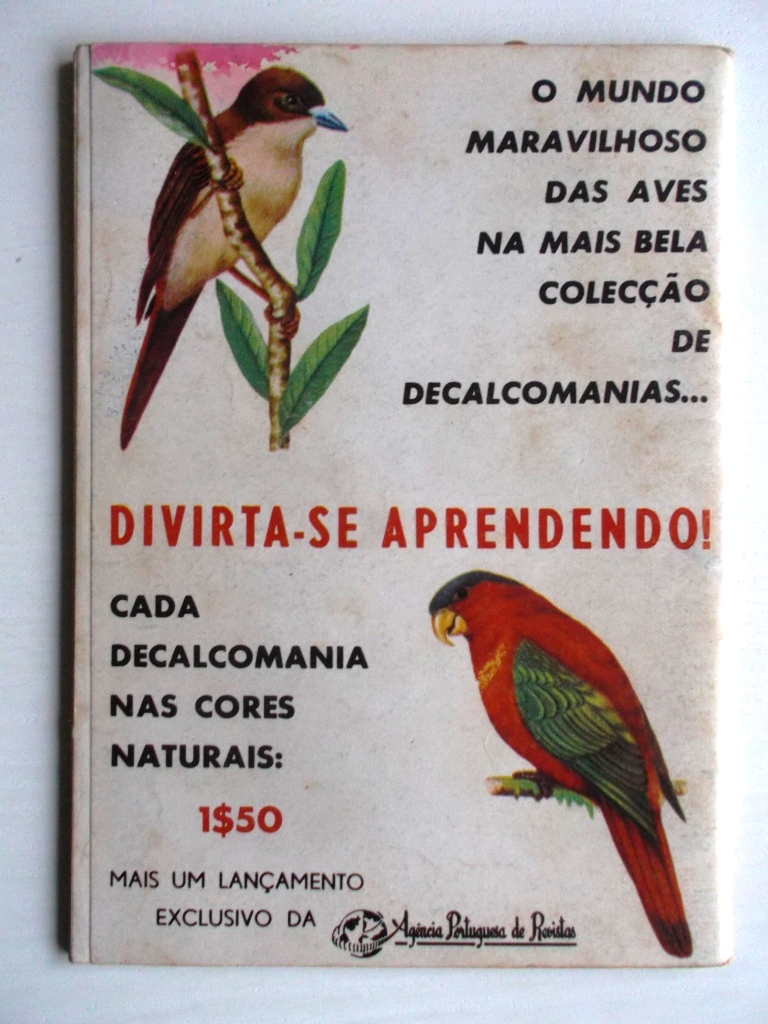 O MUNDO
MARAVILHOSO
DAS AVES
NA MAIS BELA
COLECÇÃO
DE
DECALCOMANIAS...
DIVIRTA-SE APRENDENDO!
CADA
DECALCOMANIA
NAS CORES
NATURAIS:
1$50
MAIS UM LANÇAMENTO
EXCLUSIVO DA Agência Portuguesa de Revistas